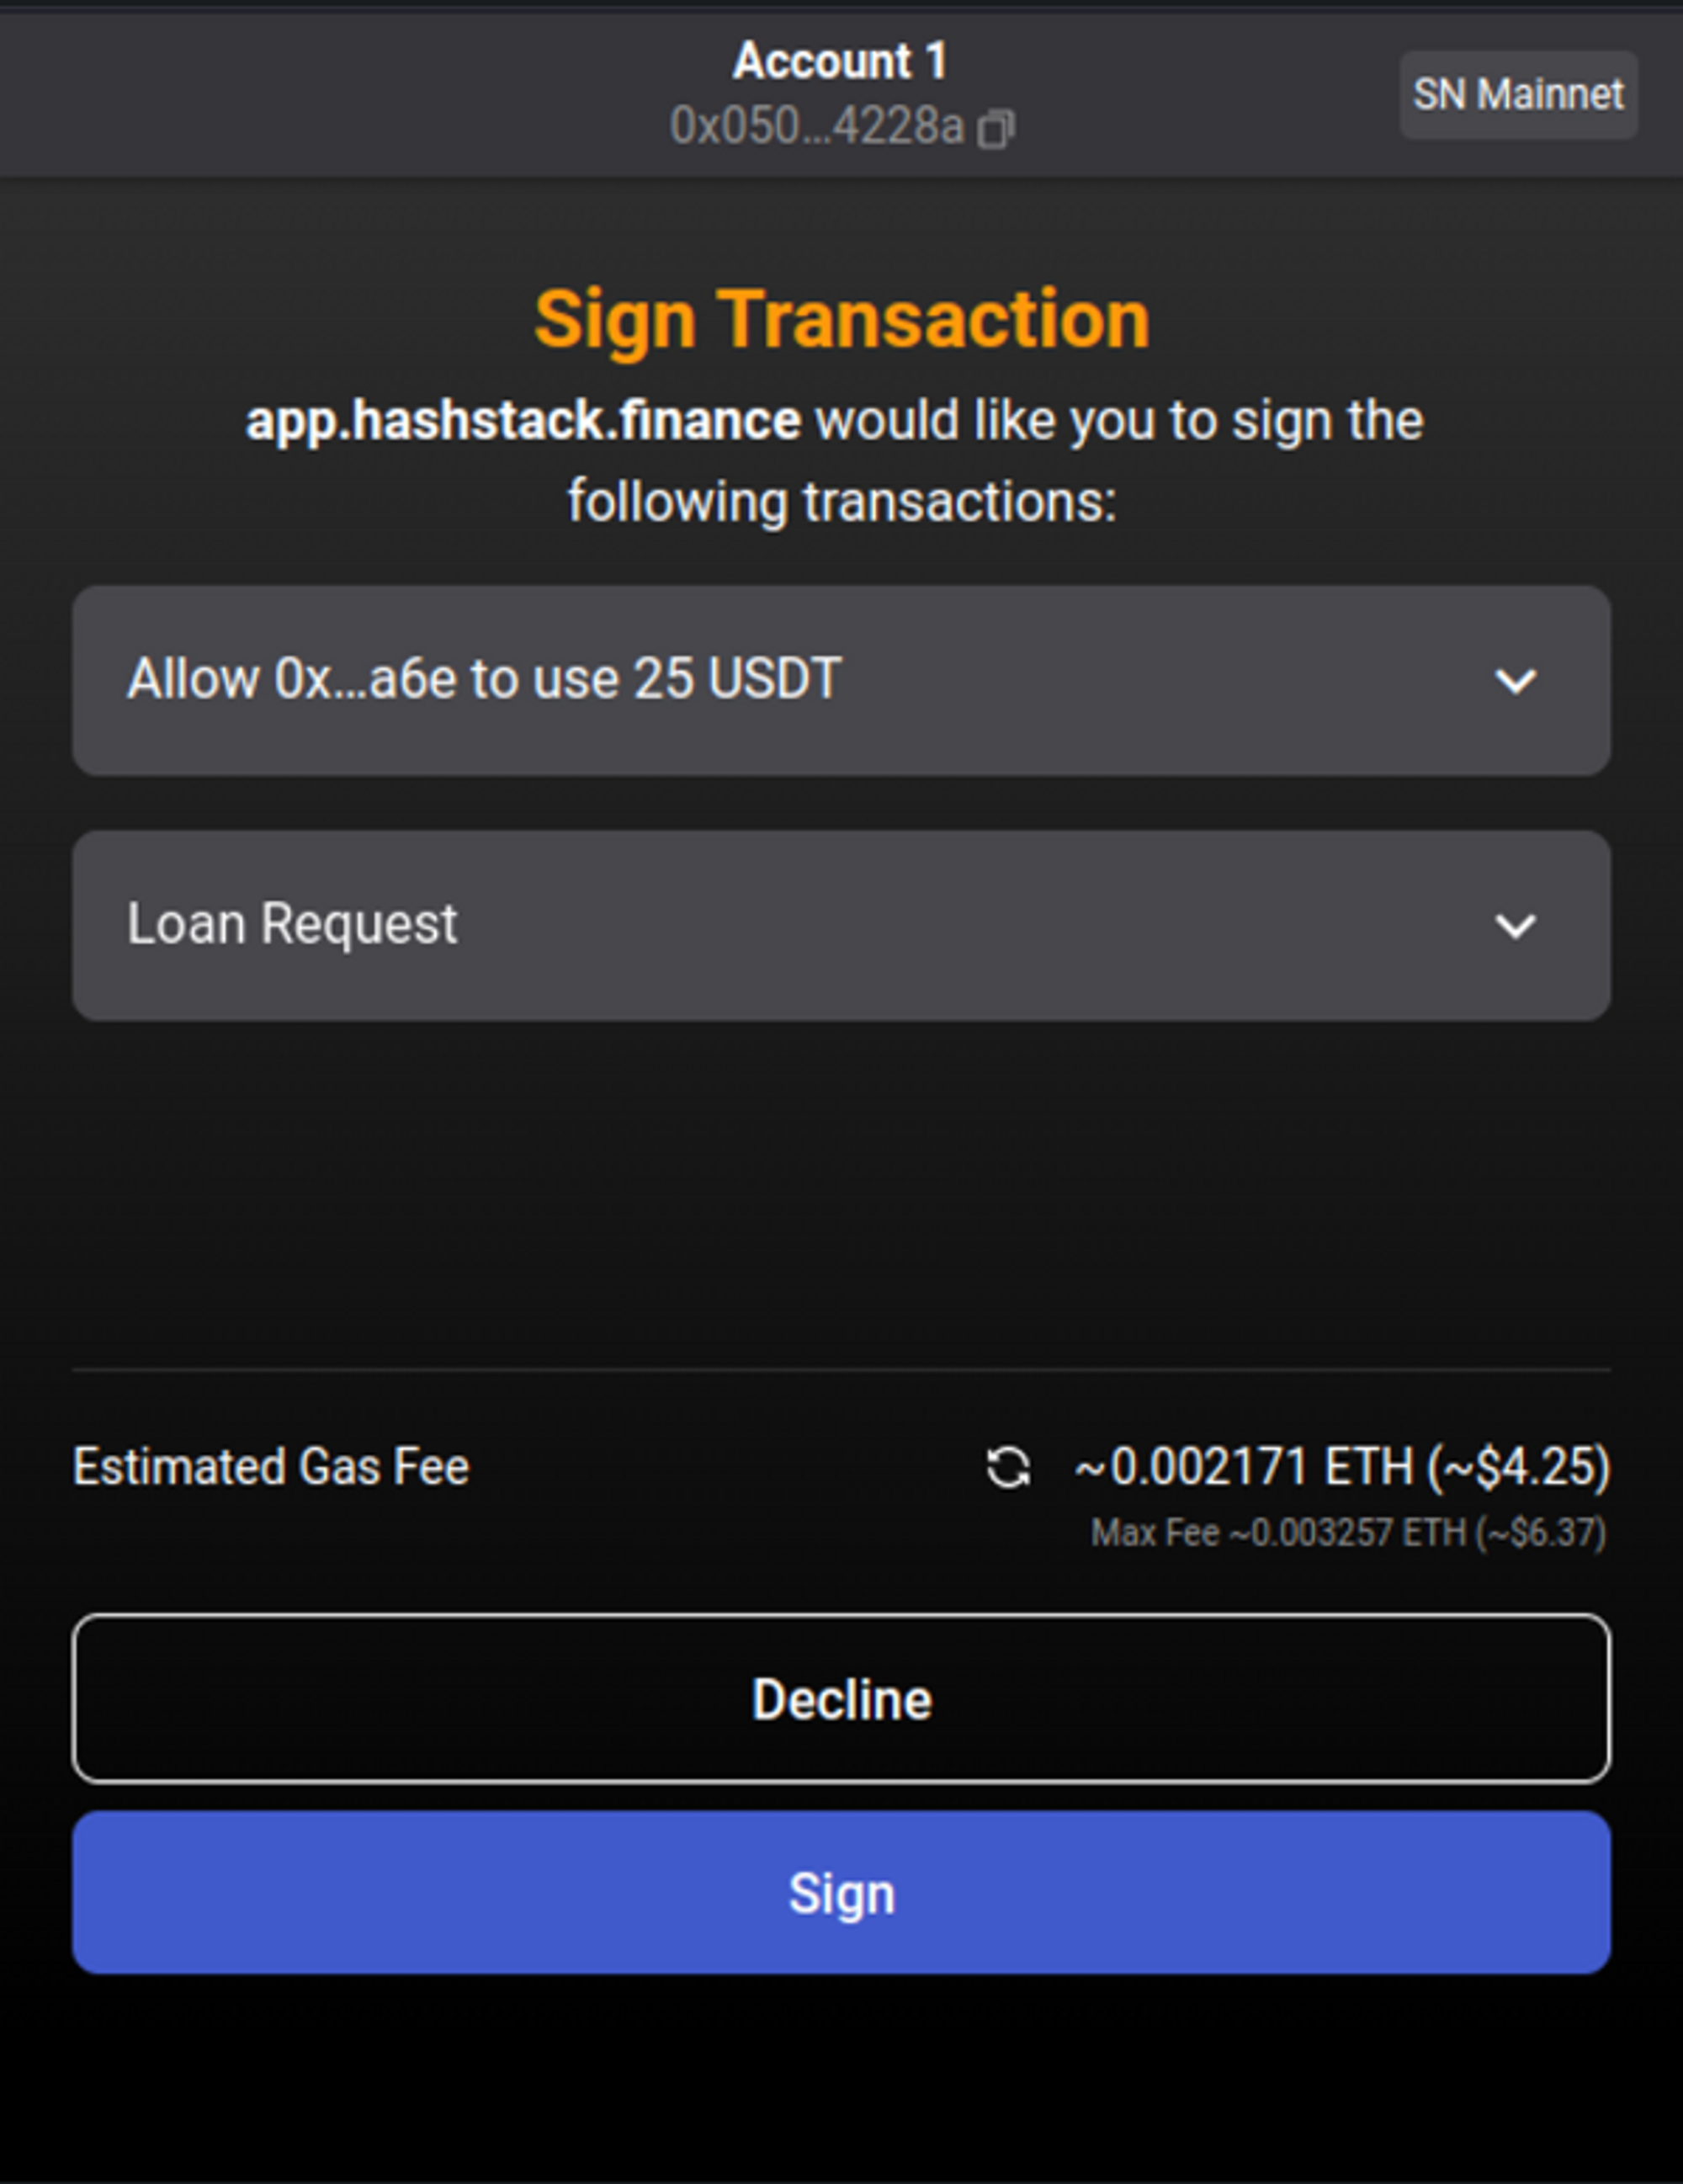 Account 1
0x050...4228a
SN Mainnet
Sign Transaction
app.hashstack.finance would like you to sign the
following transactions:
Allow 0x...a6e to use 25 USDT
Loan Request
Estimated Gas Fee
~0.002171 ETH (~$4.25)
Max Fee ~0.003257 ETH (~$6.37)
Decline
Sign